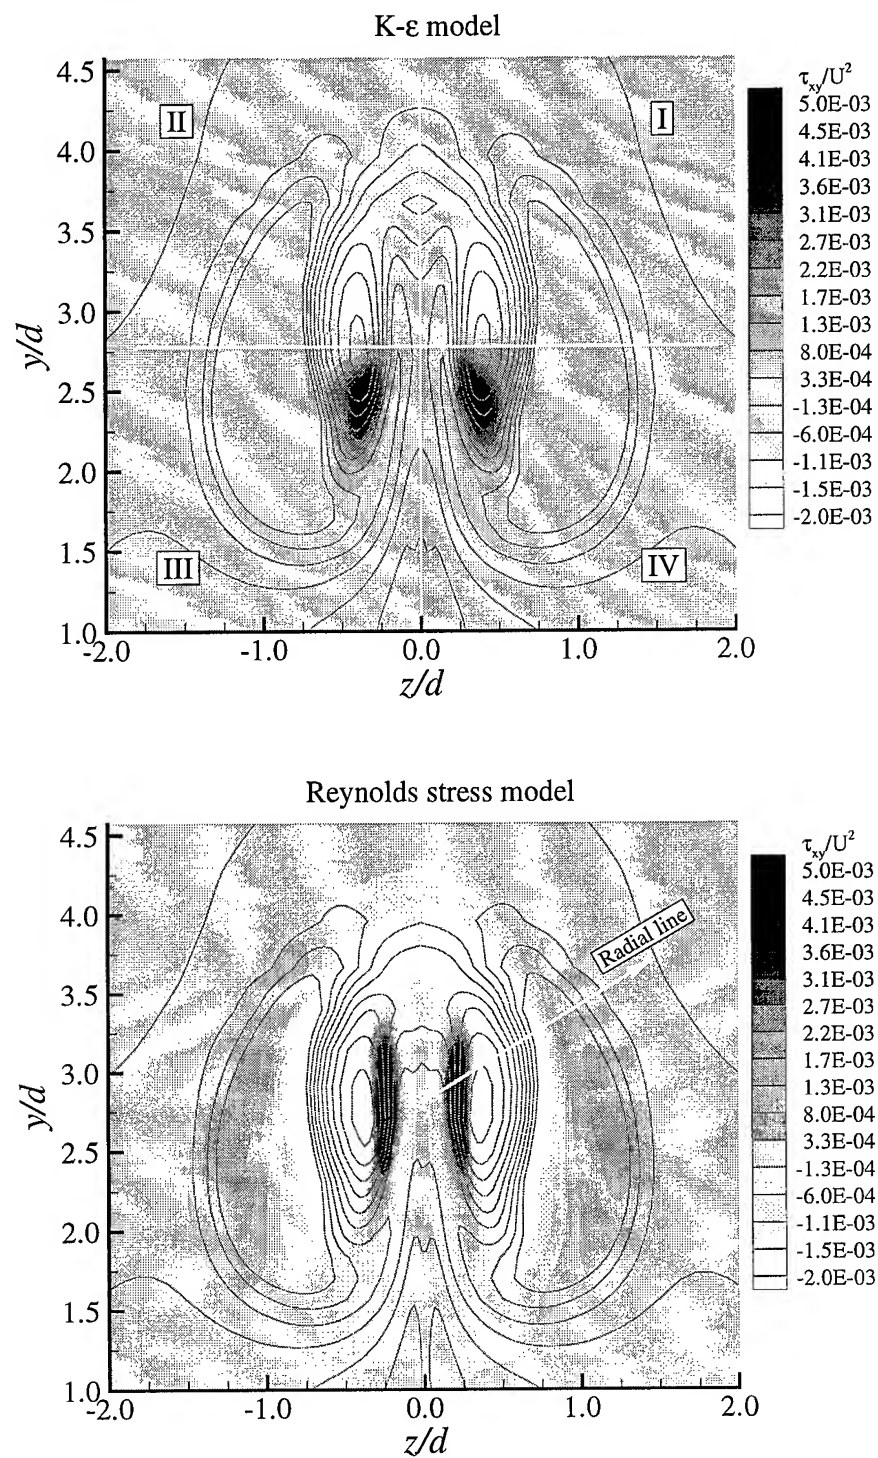 K-ε model
4.5
4.0
3.5
3.0
2.5
2.0
1.5
1.0
y/d
II
I
III
IV
-2.0
-1.0
0.0
1.0
2.0
z/d
τxy/U²
5.0E-03
4.5E-03
4.1E-03
3.6E-03
3.1E-03
2.7E-03
2.2E-03
1.7E-03
1.3E-03
8.0E-04
3.3E-04
-1.3E-04
-6.0E-04
-1.1E-03
-1.5E-03
-2.0E-03
Reynolds stress model
4.5
4.0
3.5
3.0
2.5
2.0
1.5
1.0
y/d
Radial line
-2.0
-1.0
0.0
1.0
2.0
z/d
τxy/U²
5.0E-03
4.5E-03
4.1E-03
3.6E-03
3.1E-03
2.7E-03
2.2E-03
1.7E-03
1.3E-03
8.0E-04
3.3E-04
-1.3E-04
-6.0E-04
-1.1E-03
-1.5E-03
-2.0E-03